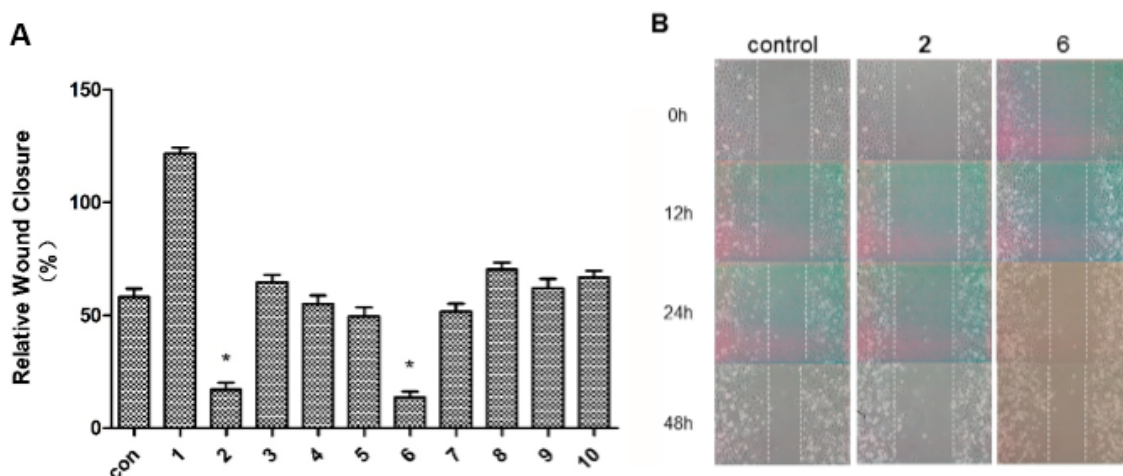 A
Relative Wound Closure
(%)
150
100
50
0
*
*
con 1 2 3 4 5 6 7 8 9 10
B
control 2 6
0h
12h
24h
48h